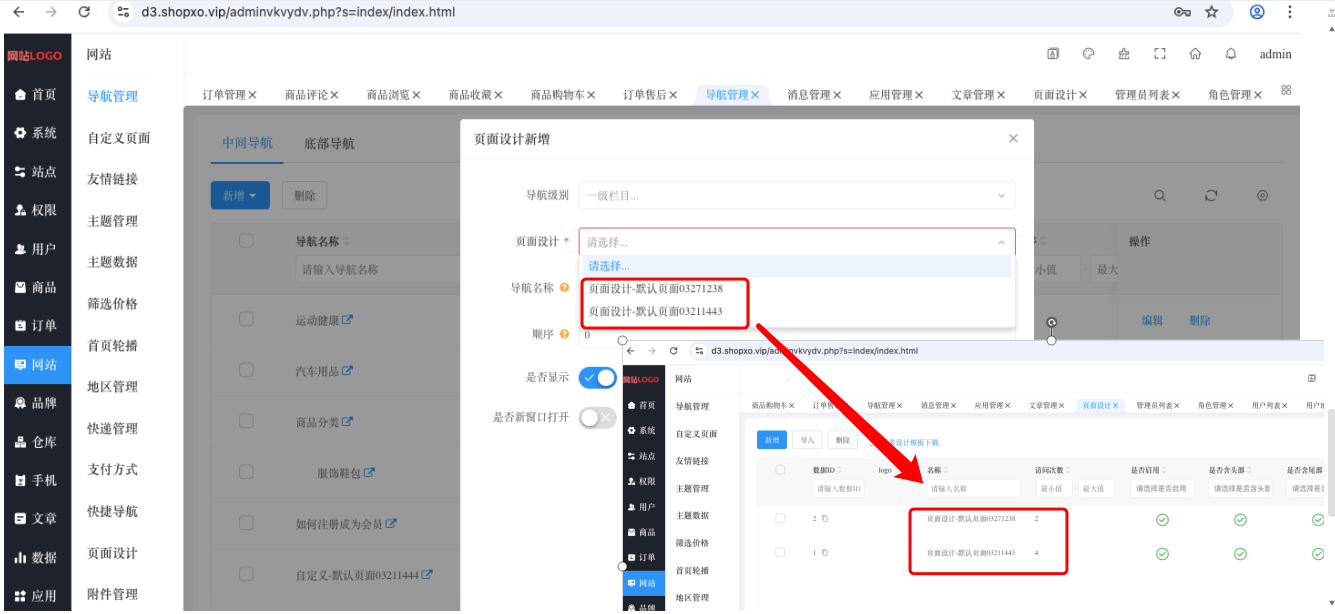 d3.shopxo.vip/adminvkvydv.php?s=index/index.html
网站LOGO
网站
admin
首页
系统
站点
权限
用户
商品
订单
网站
品牌
仓库
手机
文章
数据
应用
导航管理
自定义页面
友情链接
主题管理
主题数据
筛选价格
首页轮播
地区管理
快递管理
支付方式
快捷导航
页面设计
附件管理
订单管理 商品评论 商品浏览 商品收藏 商品购物车 订单售后 导航管理 消息管理 应用管理 文章管理 页面设计 管理员列表 角色管理
中间导航 底部导航
新增 删除
导航名称
请输入导航名称
操作
小值 最大
运动健康
编辑 删除
汽车用品
商品分类
服饰鞋包
如何注册成为会员
自定义-默认页面03211444
页面设计新增
导航级别 一级栏目...
页面设计 * 请选择...
请选择...
导航名称
页面设计-默认页面03271238
页面设计-默认页面03211443
顺序 0
是否显示
是否新窗口打开
d3.shopxo.vip/adminvkvydv.php?s=index/index.html
网站LOGO
网站
首页
系统
站点
权限
用户
商品
订单
网站
品牌
导航管理
自定义页面
友情链接
主题管理
主题数据
筛选价格
首页轮播
地区管理
商品购物车 订单售 导航管理 消息管理 应用管理 文章管理 页面设计 管理员列表 角色管理 用户列表 用户地
新增 导入 删除 多设计模板下载
数据ID logo 名称 访问次数 是否启用 是否含头部 是否含尾部
请输入数据ID 请输入名称 最小值 - 最大值 请选择是否启用 请选择是否含头部 请选择是否
2 页面设计-默认页面03271238 2
1 页面设计-默认页面03211443 4